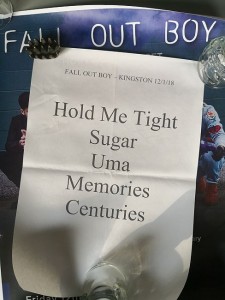 FALL OUT BOY
FALL OUT BOY – KINGSTON 12/1/18
Hold Me Tight
Sugar
Uma
Memories
Centuries